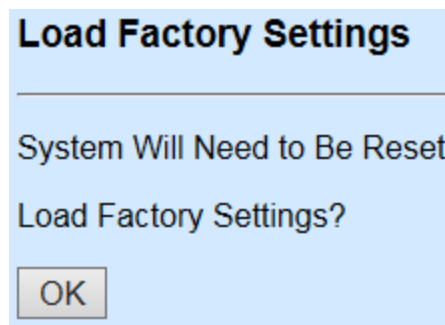 Load Factory Settings
System Will Need to Be Reset
Load Factory Settings?
OK